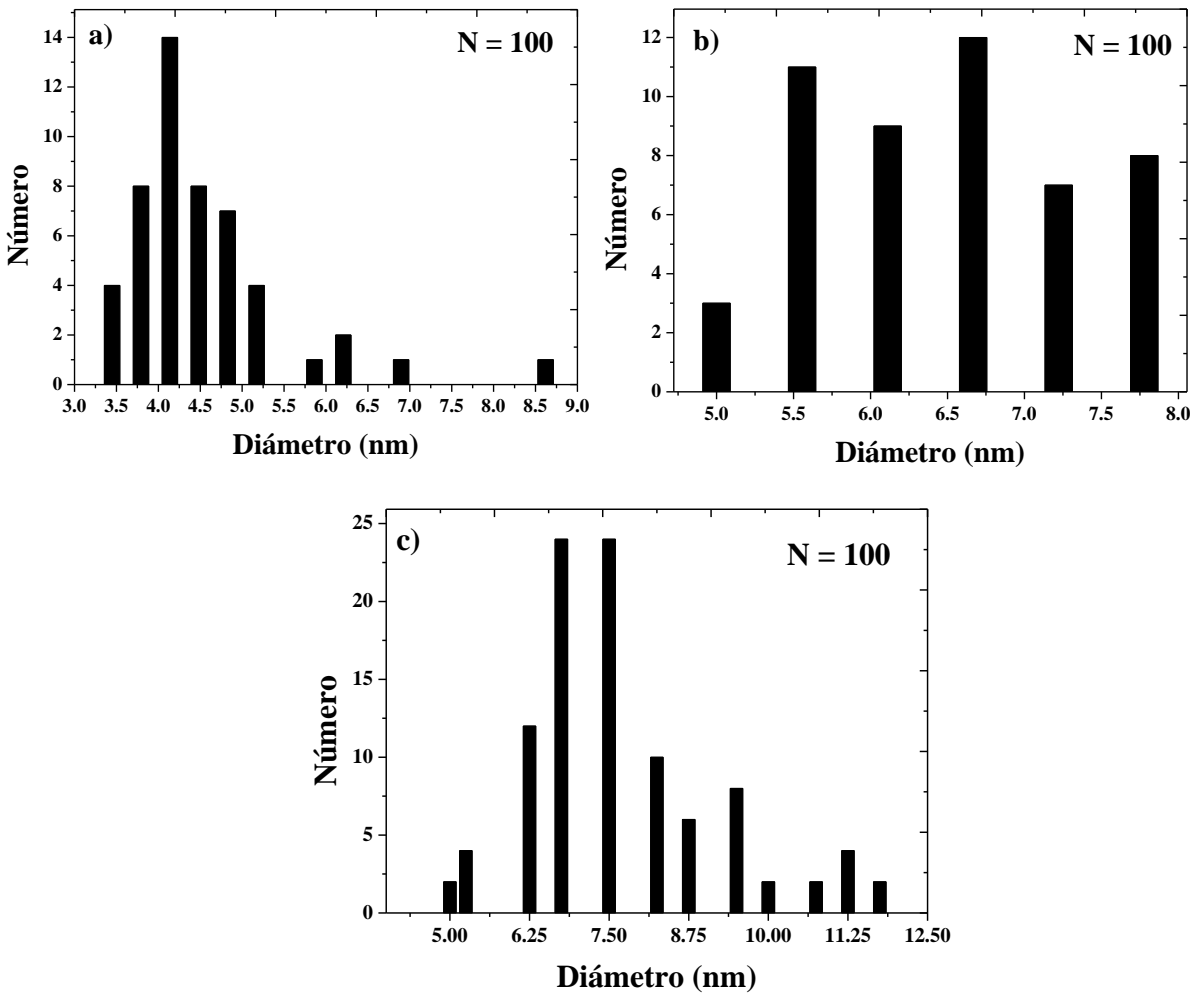 a)
N = 100
14
12
10
8
6
4
2
0
3.0 3.5 4.0 4.5 5.0 5.5 6.0 6.5 7.0 7.5 8.0 8.5 9.0
Número
Diámetro (nm)
b)
N = 100
12
10
8
6
4
2
0
5.0 5.5 6.0 6.5 7.0 7.5 8.0
Número
Diámetro (nm)
c)
N = 100
25
20
15
10
5
0
5.00 6.25 7.50 8.75 10.00 11.25 12.50
Número
Diámetro (nm)